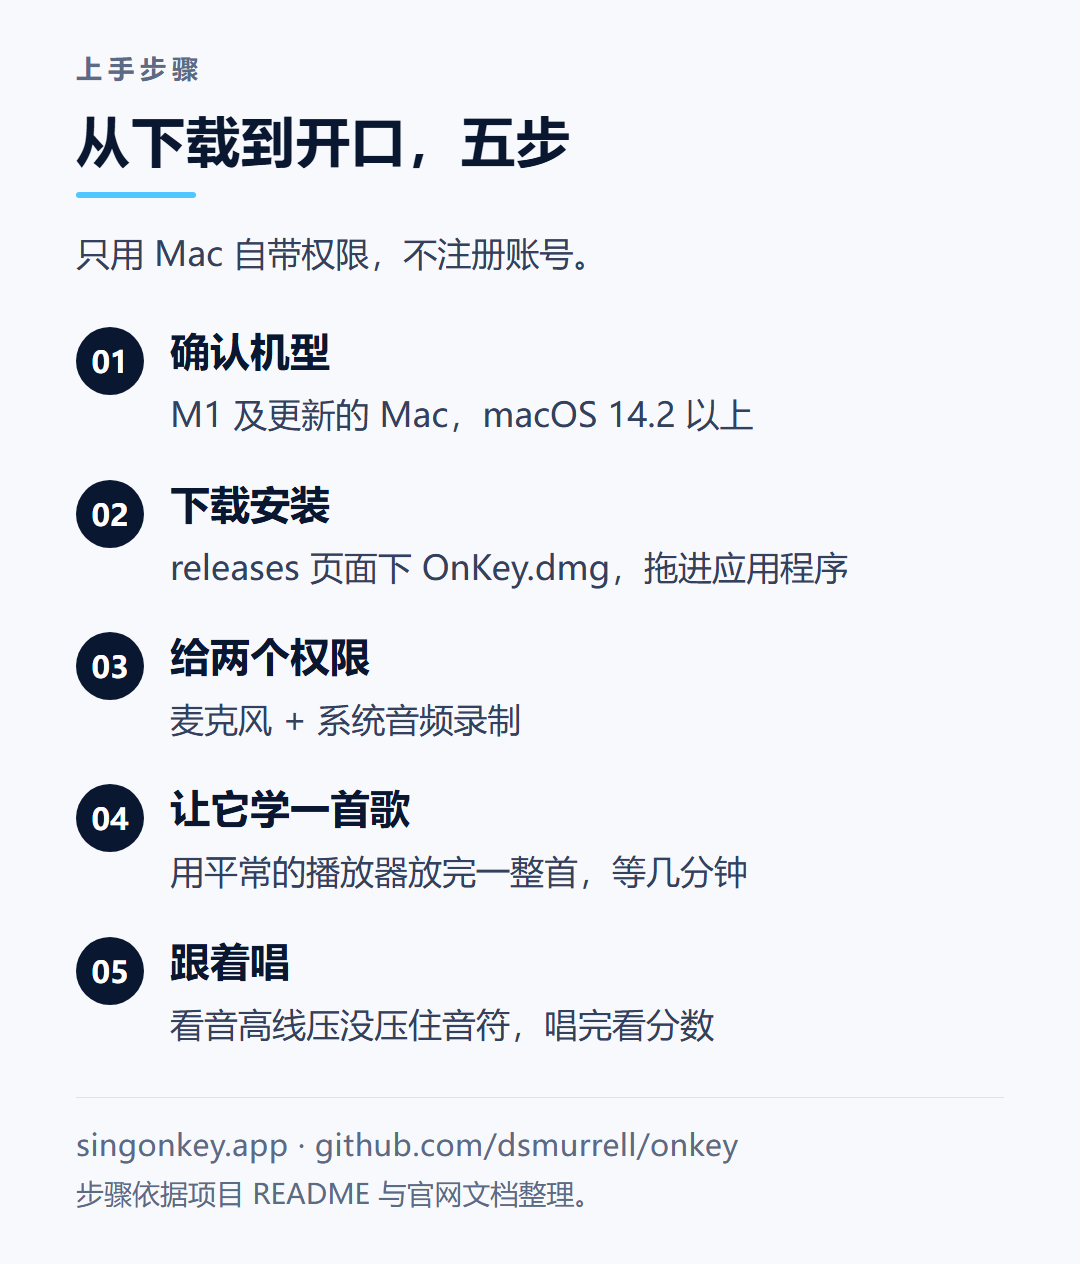 上手步骤
从下载到开口，五步
只用 Mac 自带权限，不注册账号。
01
确认机型
M1 及更新的 Mac，macOS 14.2 以上
02
下载安装
releases 页面下 OnKey.dmg，拖进应用程序
03
给两个权限
麦克风 + 系统音频录制
04
让它学一首歌
用平常的播放器放完一整首，等几分钟
05
跟着唱
看音高线压没压住音符，唱完看分数
singonkey.app · github.com/dsmurrell/onkey
步骤依据项目 README 与官网文档整理。